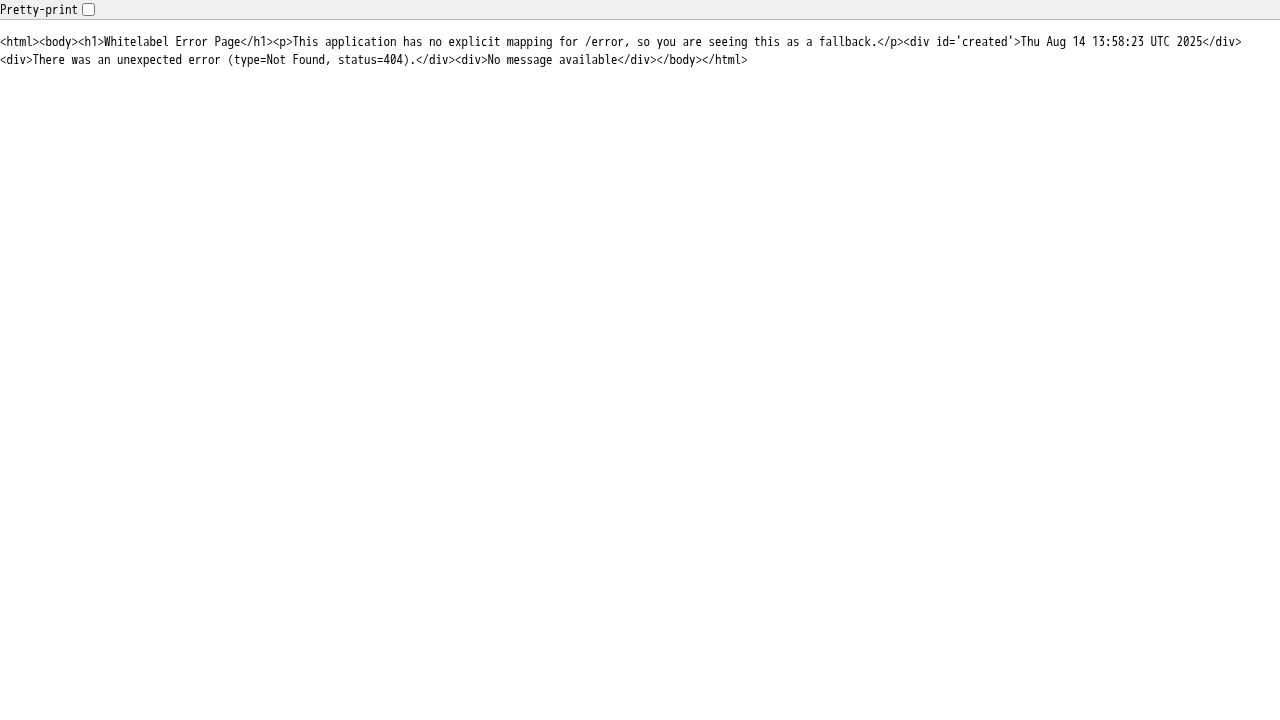 Pretty-print
<html><body><h1>Whitelabel Error Page</h1><p>This application has no explicit mapping for /error, so you are seeing this as a fallback.</p><div id='created'>Thu Aug 14 13:58:23 UTC 2025</div>
<div>There was an unexpected error (type=Not Found, status=404).</div><div>No message available</div></body></html>